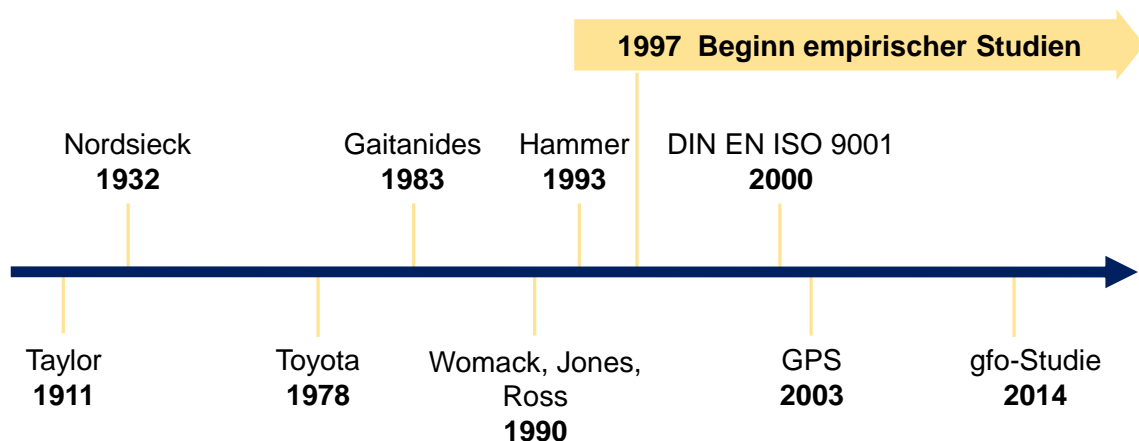 1997 Beginn empirischer Studien
Nordsieck
1932
Gaitanides
1983
Hammer
1993
DIN EN ISO 9001
2000
Taylor
1911
Toyota
1978
Womack, Jones,
Ross
1990
GPS
2003
gfo-Studie
2014